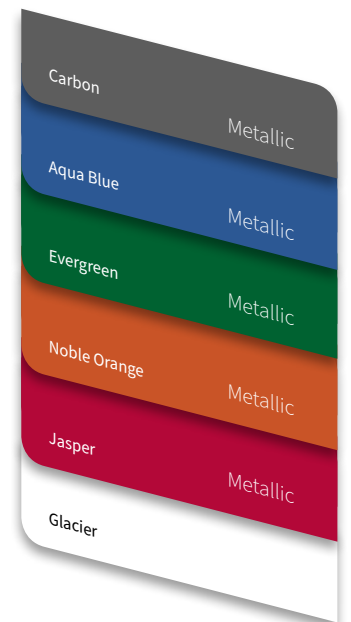 Carbon
Metallic
Aqua Blue
Metallic
Evergreen
Metallic
Noble Orange
Metallic
Jasper
Metallic
Glacier